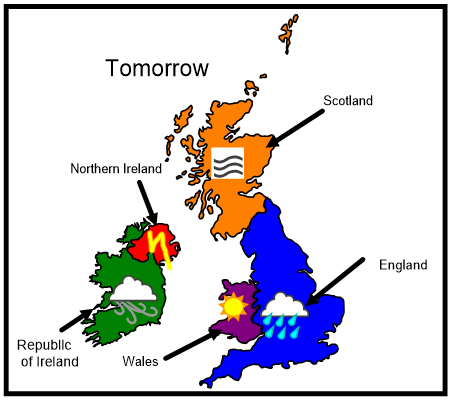 Tomorrow
Scotland
Northern Ireland
England
Republic
of Ireland
Wales